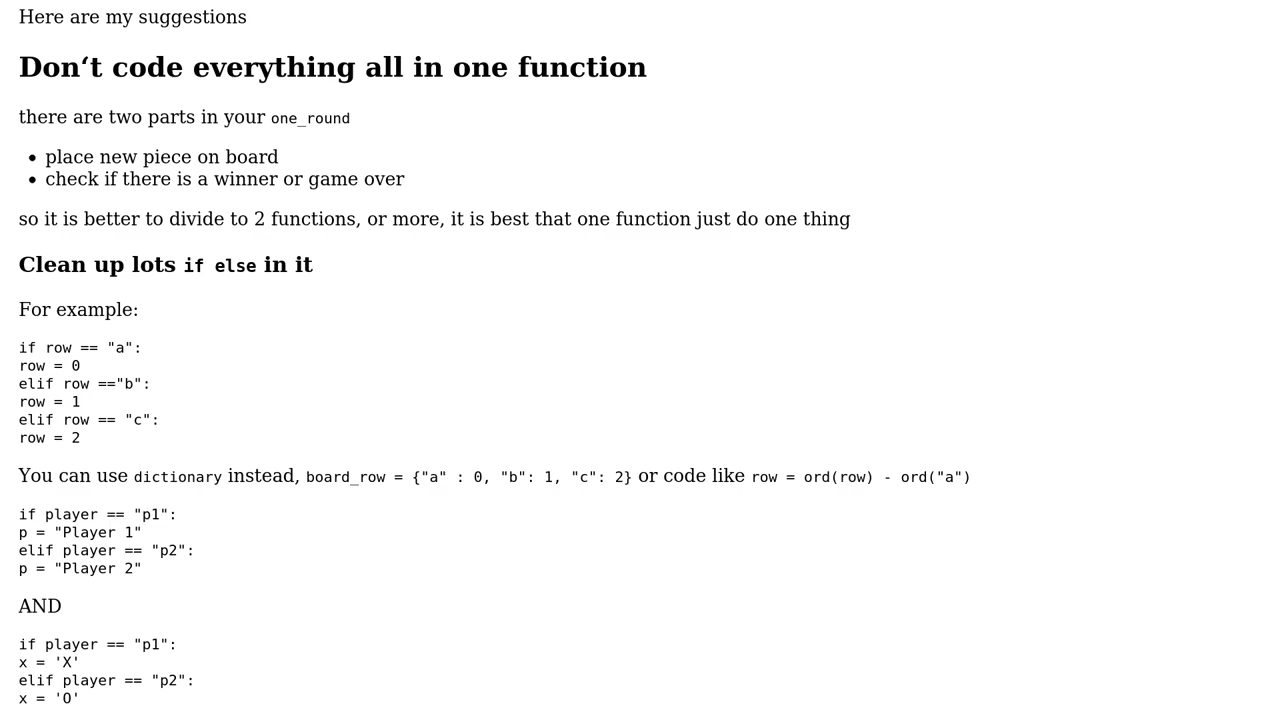 Here are my suggestions
Don‘t code everything all in one function
there are two parts in your one_round
• place new piece on board
• check if there is a winner or game over
so it is better to divide to 2 functions, or more, it is best that one function just do one thing
Clean up lots if else in it
For example:
if row == "a":
row = 0
elif row =="b":
row = 1
elif row == "c":
row = 2
You can use dictionary instead, board_row = {"a" : 0, "b": 1, "c": 2} or code like row = ord(row) - ord("a")
if player == "p1":
p = "Player 1"
elif player == "p2":
p = "Player 2"
AND
if player == "p1":
x = 'X'
elif player == "p2":
x = 'O'